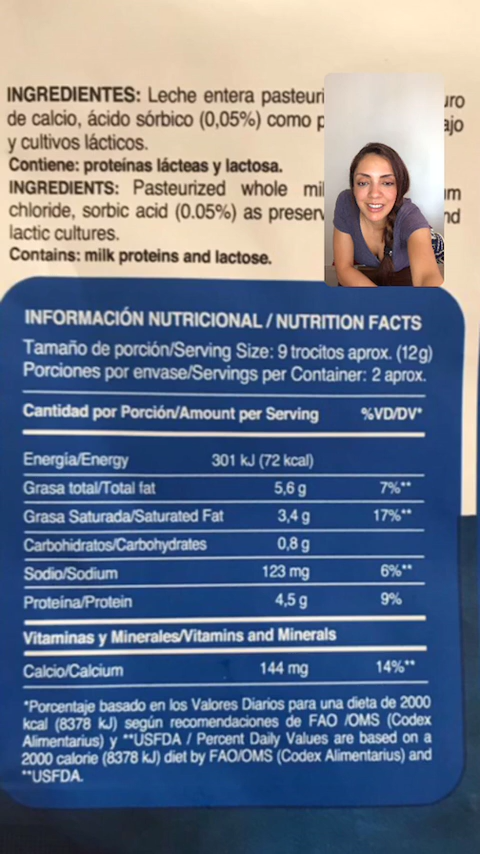 INGREDIENTES: Leche entera pasteuri
de calcio, ácido sórbico (0,05%) como
y cultivos lácticos.
Contiene: proteínas lácteas y lactosa.
INGREDIENTS: Pasteurized whole
chloride, sorbic acid (0.05%) as
lactic cultures.
Contains: milk proteins and lactose.
INFORMACIÓN NUTRICIONAL / NUTRITION FACTS
Tamaño de porción/Serving Size: 9 trocitos aprox. (12g)
Porciones por envase/Servings per Container: 2 aprox.
Cantidad por Porción/Amount per Serving %VD/DV*
Energía/Energy 301 kJ (72 kcal)
Grasa total/Total fat 5,6 g 7%**
Grasa Saturada/Saturated Fat 3,4 g 17%**
Carbohidratos/Carbohydrates 0,8 g
Sodio/Sodium 123 mg 6%**
Proteína/Protein 4,5 g 9%
Vitaminas y Minerales/Vitamins and Minerals
Calcio/Calcium 144 mg 14%**
*Porcentaje basado en los Valores Diarios para una dieta de 2000
kcal (8378 kJ) según recomendaciones de FAO /OMS (Codex
Alimentarius) y **USFDA / Percent Daily Values are based on a
2000 calorie (8378 kJ) diet by FAO/OMS (Codex Alimentarius) and
**USFDA.